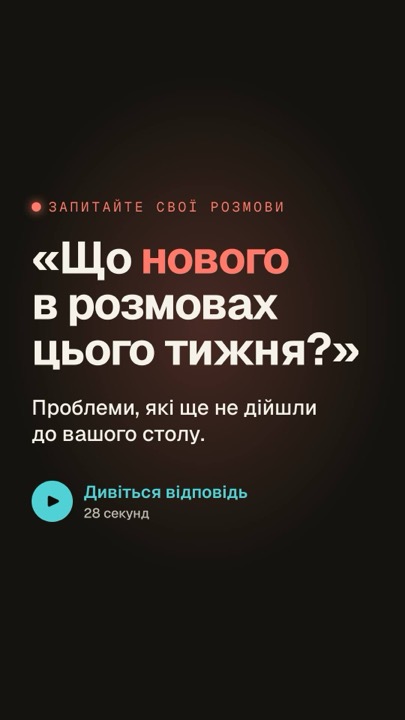 ЗАПИТАЙТЕ СВОЇ РОЗМОВИ
«Що нового
в розмовах
цього тижня?»
Проблеми, які ще не дійшли
до вашого столу.
Дивіться відповідь
28 секунд